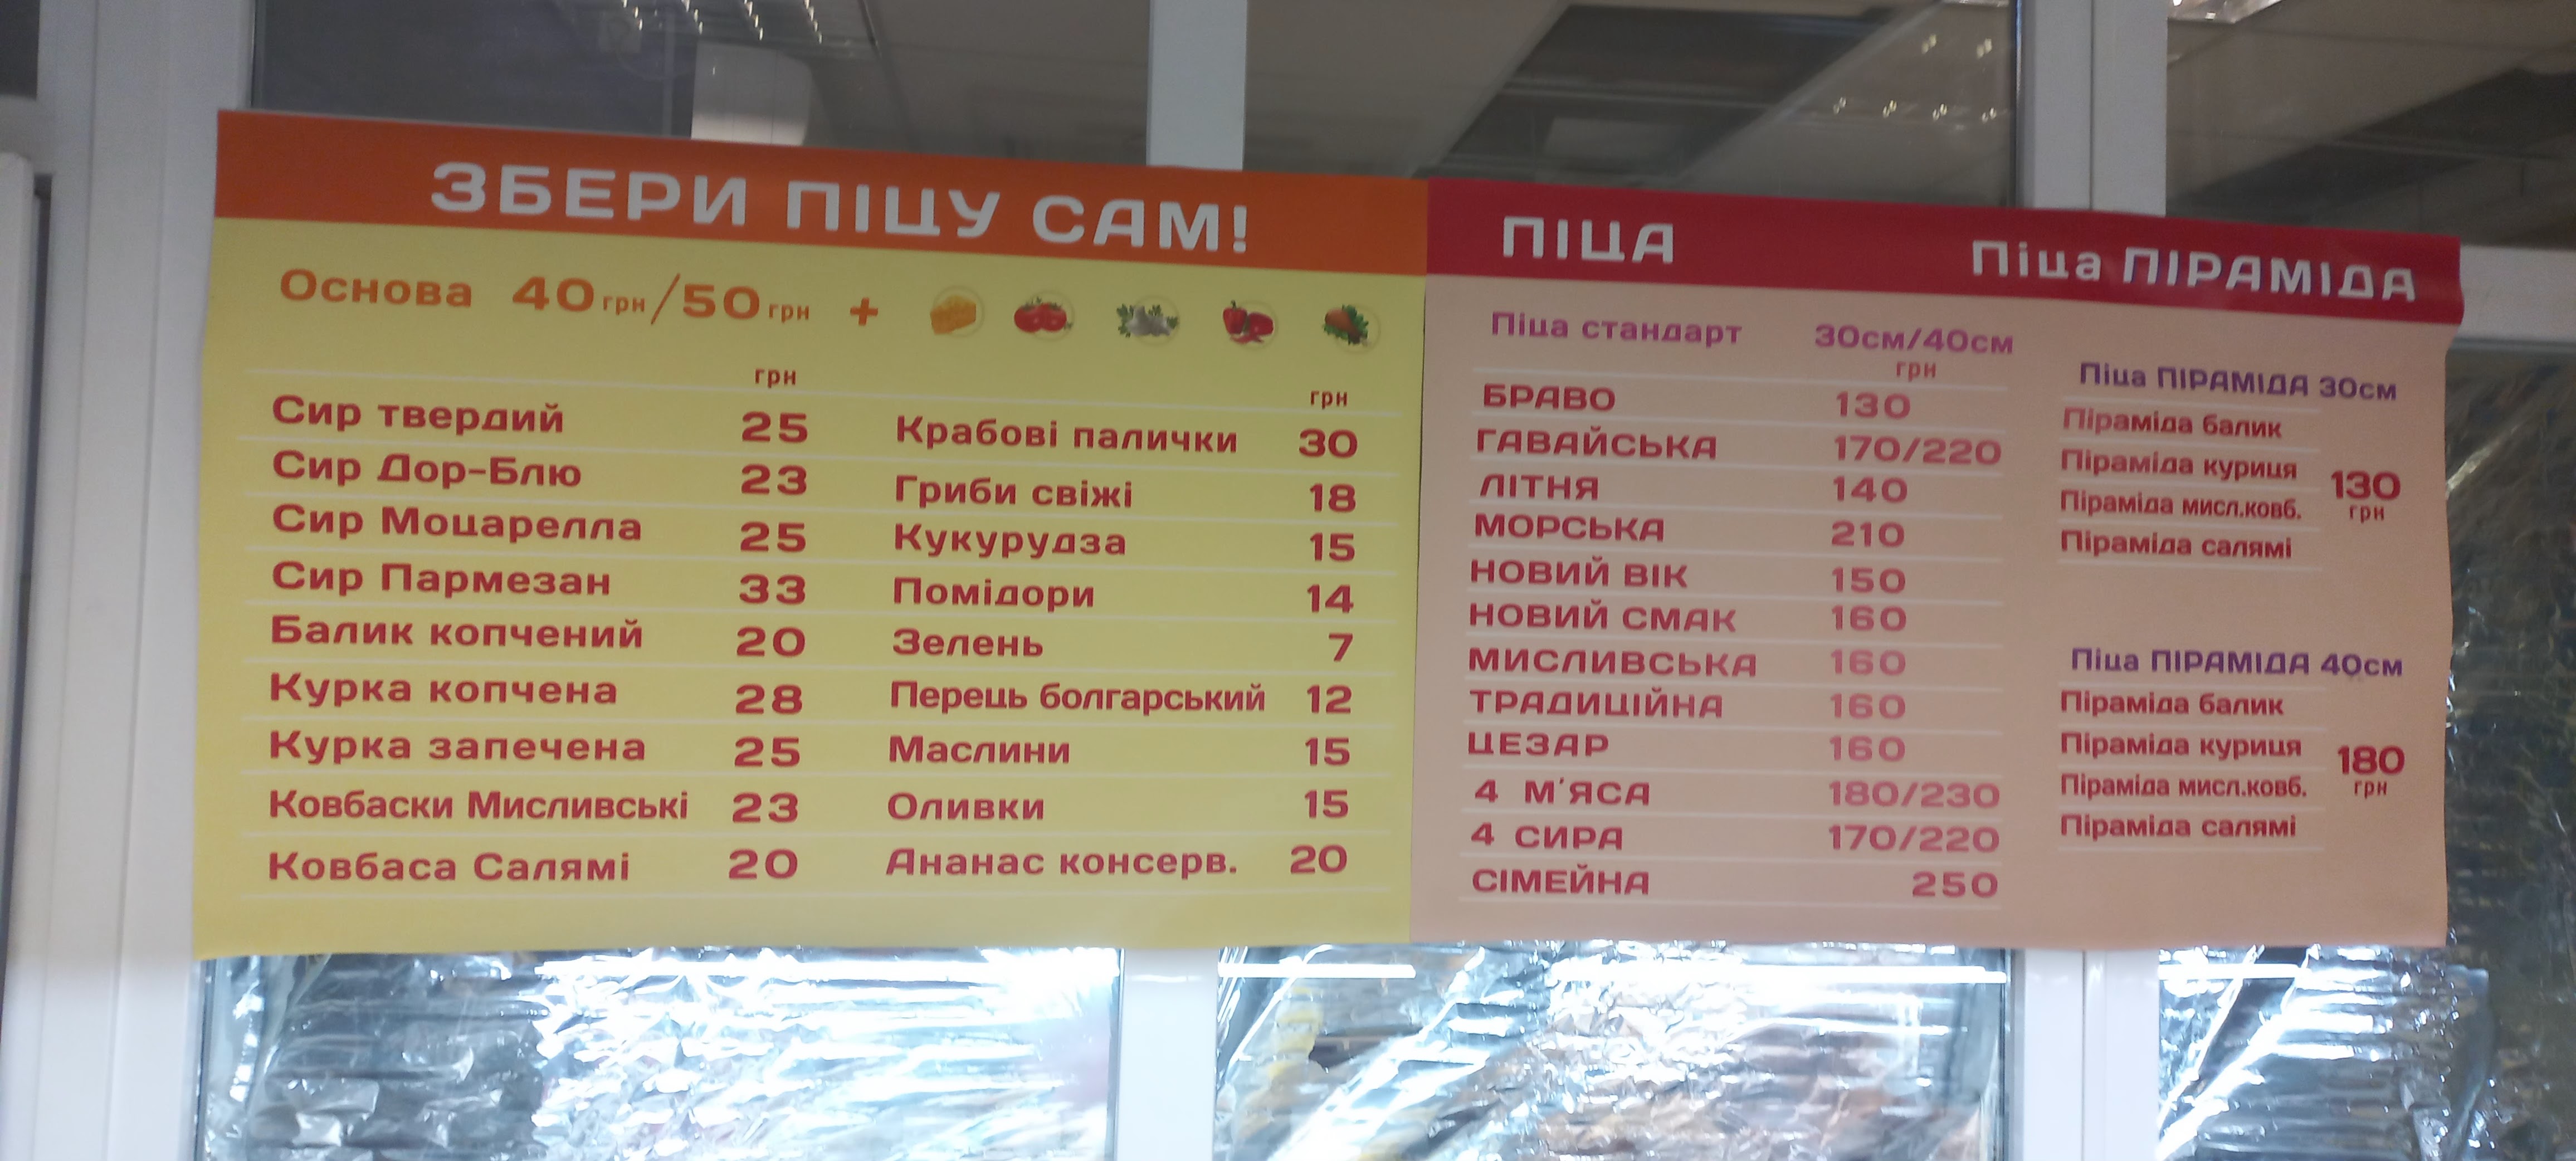 ЗБЕРИ ПІЦУ САМ!
Основа 40грн/50грн +
грн
Сир твердий 25
Сир Дор-Блю 23
Сир Моцарелла 25
Сир Пармезан 33
Балик копчений 20
Курка копчена 28
Курка запечена 25
Ковбаски Мисливські 23
Ковбаса Салямі 20
грн
Крабові палички 30
Гриби свіжі 18
Кукурудза 15
Помідори 14
Зелень 7
Перець болгарський 12
Маслини 15
Оливки 15
Ананас консерв. 20
ПІЦА
Піца стандарт 30см/40см
грн
БРАВО 130
ГАВАЙСЬКА 170/220
ЛІТНЯ 140
МОРСЬКА 210
НОВИЙ ВІК 150
НОВИЙ СМАК 160
МИСЛИВСЬКА 160
ТРАДИЦІЙНА 160
ЦЕЗАР 160
4 М'ЯСА 180/230
4 СИРА 170/220
СІМЕЙНА 250
Піца ПІРАМІДА
Піца ПІРАМІДА 30см
Піраміда балик
Піраміда куриця
Піраміда мисл.ковб.
Піраміда салямі
130
грн
Піца ПІРАМІДА 40см
Піраміда балик
Піраміда куриця
Піраміда мисл.ковб.
Піраміда салямі
180
грн